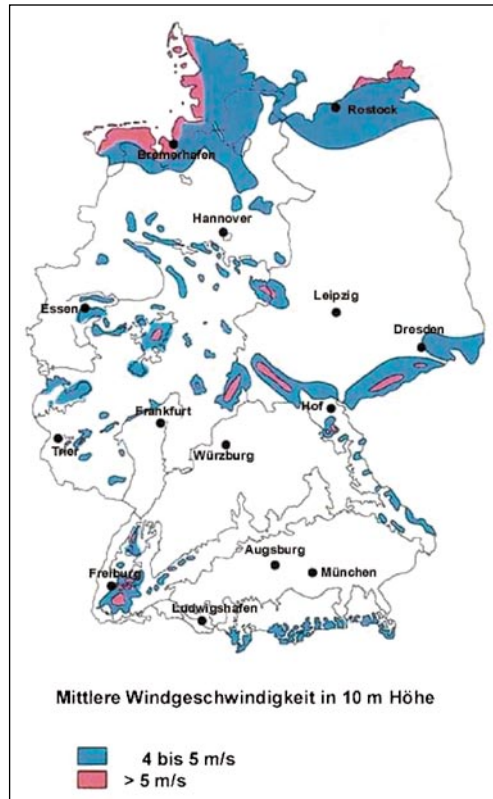 Rostock
Bremerhafen
Hannover
Leipzig
Essen
Dresden
Hof
Frankfurt
Trier
Würzburg
Augsburg
München
Freiburg
Ludwigshafen
Mittlere Windgeschwindigkeit in 10 m Höhe
4 bis 5 m/s
> 5 m/s